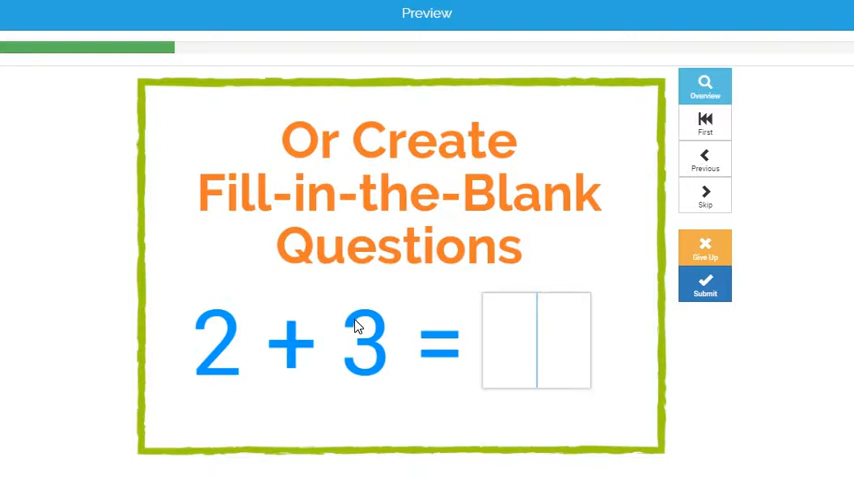 Preview
Or Create
Fill-in-the-Blank
Questions
2 + 3 =
Overview
First
Previous
Skip
Give Up
Submit